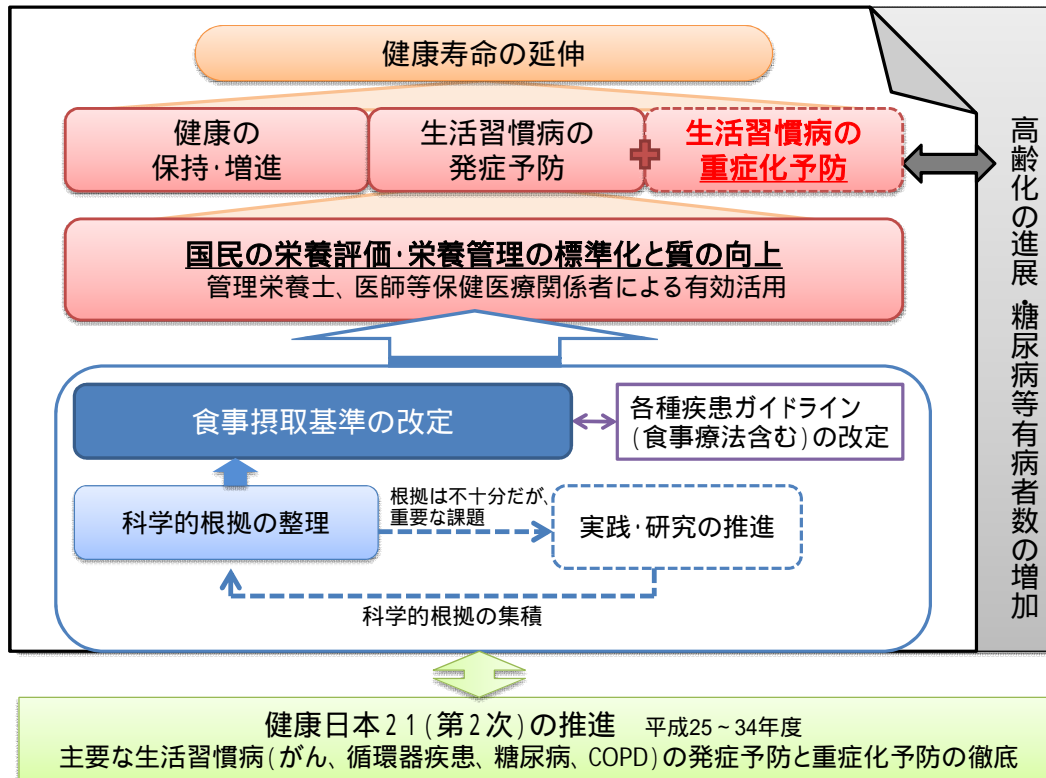 健康寿命の延伸
健康の
保持・増進
生活習慣病の
発症予防
生活習慣病の
重症化予防
国民の栄養評価・栄養管理の標準化と質の向上
管理栄養士、医師等保健医療関係者による有効活用
食事摂取基準の改定
各種疾患ガイドライン
(食事療法含む)の改定
科学的根拠の整理
根拠は不十分だが、
重要な課題
実践・研究の推進
科学的根拠の集積
高齢化の進展・糖尿病等有病者数の増加
健康日本21(第2次)の推進 平成25~34年度
主要な生活習慣病(がん、循環器疾患、糖尿病、COPD)の発症予防と重症化予防の徹底